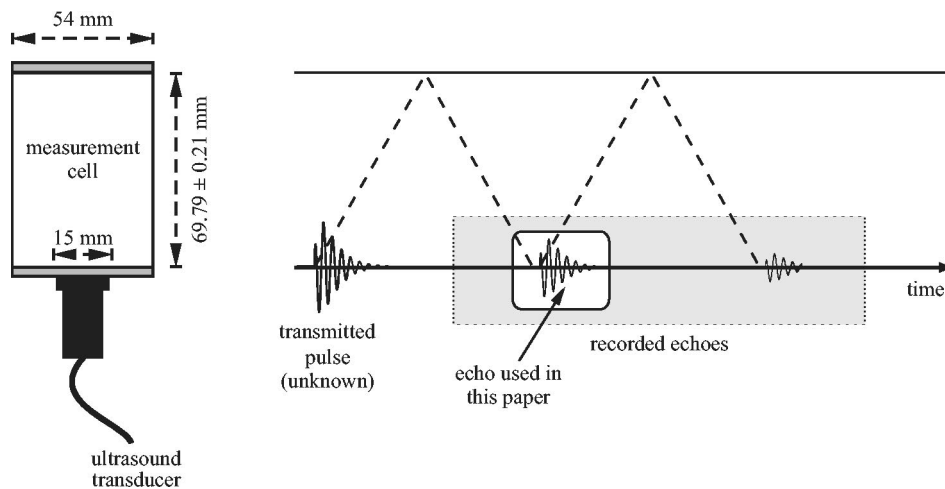 54 mm
measurement
cell
69.79 ± 0.21 mm
15 mm
ultrasound
transducer
transmitted
pulse
(unknown)
echo used in
this paper
recorded echoes
time